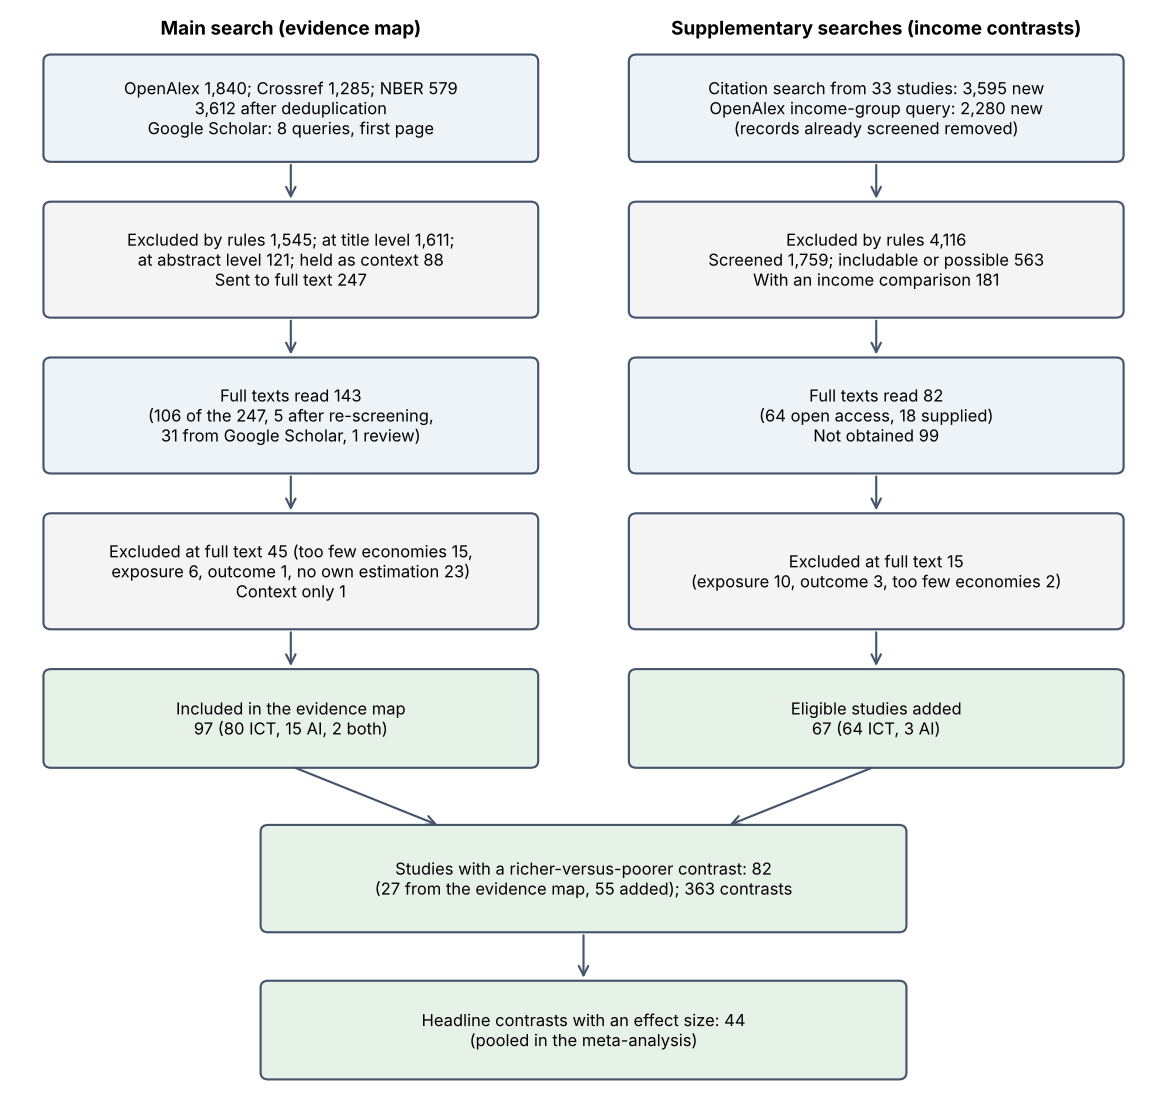 Main search (evidence map)
OpenAlex 1,840; Crossref 1,285; NBER 579
3,612 after deduplication
Google Scholar: 8 queries, first page
Excluded by rules 1,545; at title level 1,611;
at abstract level 121; held as context 88
Sent to full text 247
Full texts read 143
(106 of the 247, 5 after re-screening,
31 from Google Scholar, 1 review)
Excluded at full text 45 (too few economies 15,
exposure 6, outcome 1, no own estimation 23)
Context only 1
Included in the evidence map
97 (80 ICT, 15 AI, 2 both)
Supplementary searches (income contrasts)
Citation search from 33 studies: 3,595 new
OpenAlex income-group query: 2,280 new
(records already screened removed)
Excluded by rules 4,116
Screened 1,759; includable or possible 563
With an income comparison 181
Full texts read 82
(64 open access, 18 supplied)
Not obtained 99
Excluded at full text 15
(exposure 10, outcome 3, too few economies 2)
Eligible studies added
67 (64 ICT, 3 AI)
Studies with a richer-versus-poorer contrast: 82
(27 from the evidence map, 55 added); 363 contrasts
Headline contrasts with an effect size: 44
(pooled in the meta-analysis)